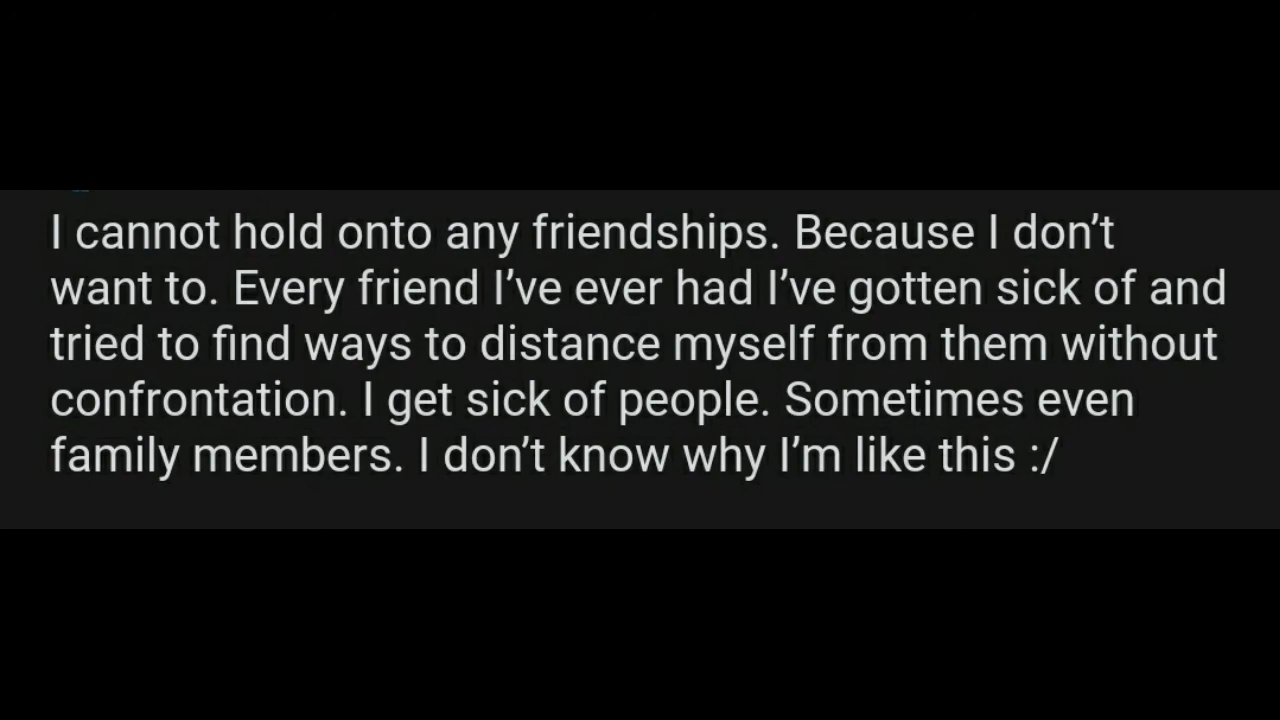 I cannot hold onto any friendships. Because I don’t
want to. Every friend I’ve ever had I’ve gotten sick of and
tried to find ways to distance myself from them without
confrontation. I get sick of people. Sometimes even
family members. I don’t know why I’m like this :/